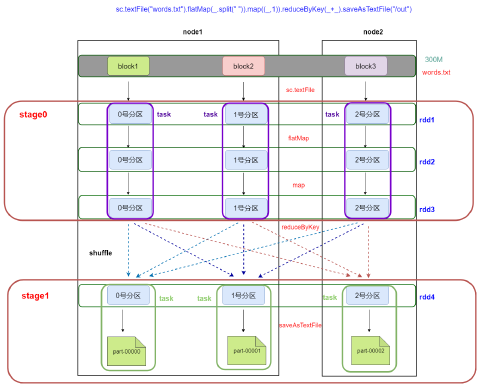 sc.textFile("words.txt").flatMap(_.split(" ")).map((_,1)).reduceByKey(_+_).saveAsTextFile("/out")
node1 node2
block1 block2 block3 300M
words.txt
sc.textFile
stage0
0号分区 task task 1号分区 task 2号分区 rdd1
flatMap
0号分区 1号分区 2号分区 rdd2
map
0号分区 1号分区 2号分区 rdd3
reduceByKey
shuffle
stage1
0号分区 task task 1号分区 task 2号分区 rdd4
saveAsTextFile
part-00000 part-00001 part-00002